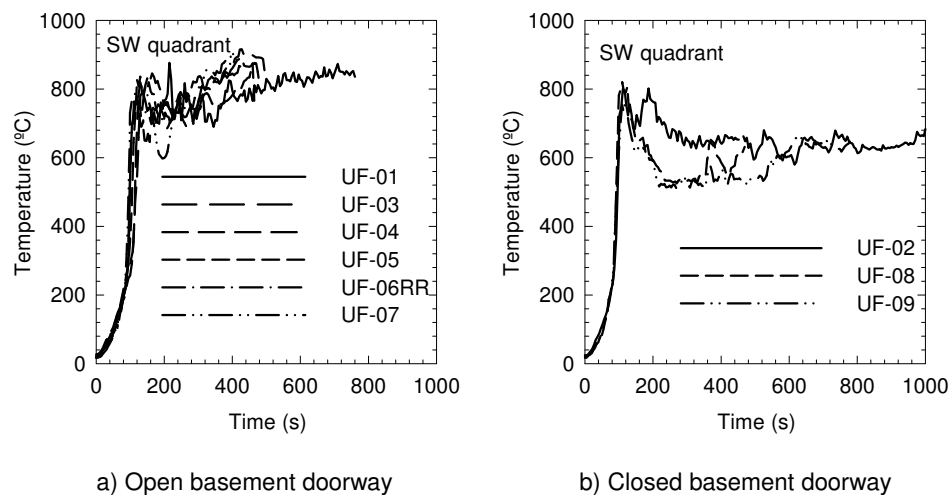 SW quadrant
Temperature (ºC)
1000
800
600
400
200
0
UF-01
UF-03
UF-04
UF-05
UF-06RR
UF-07
0 200 400 600 800 1000
Time (s)
a) Open basement doorway
SW quadrant
Temperature (ºC)
1000
800
600
400
200
0
UF-02
UF-08
UF-09
0 200 400 600 800 1000
Time (s)
b) Closed basement doorway